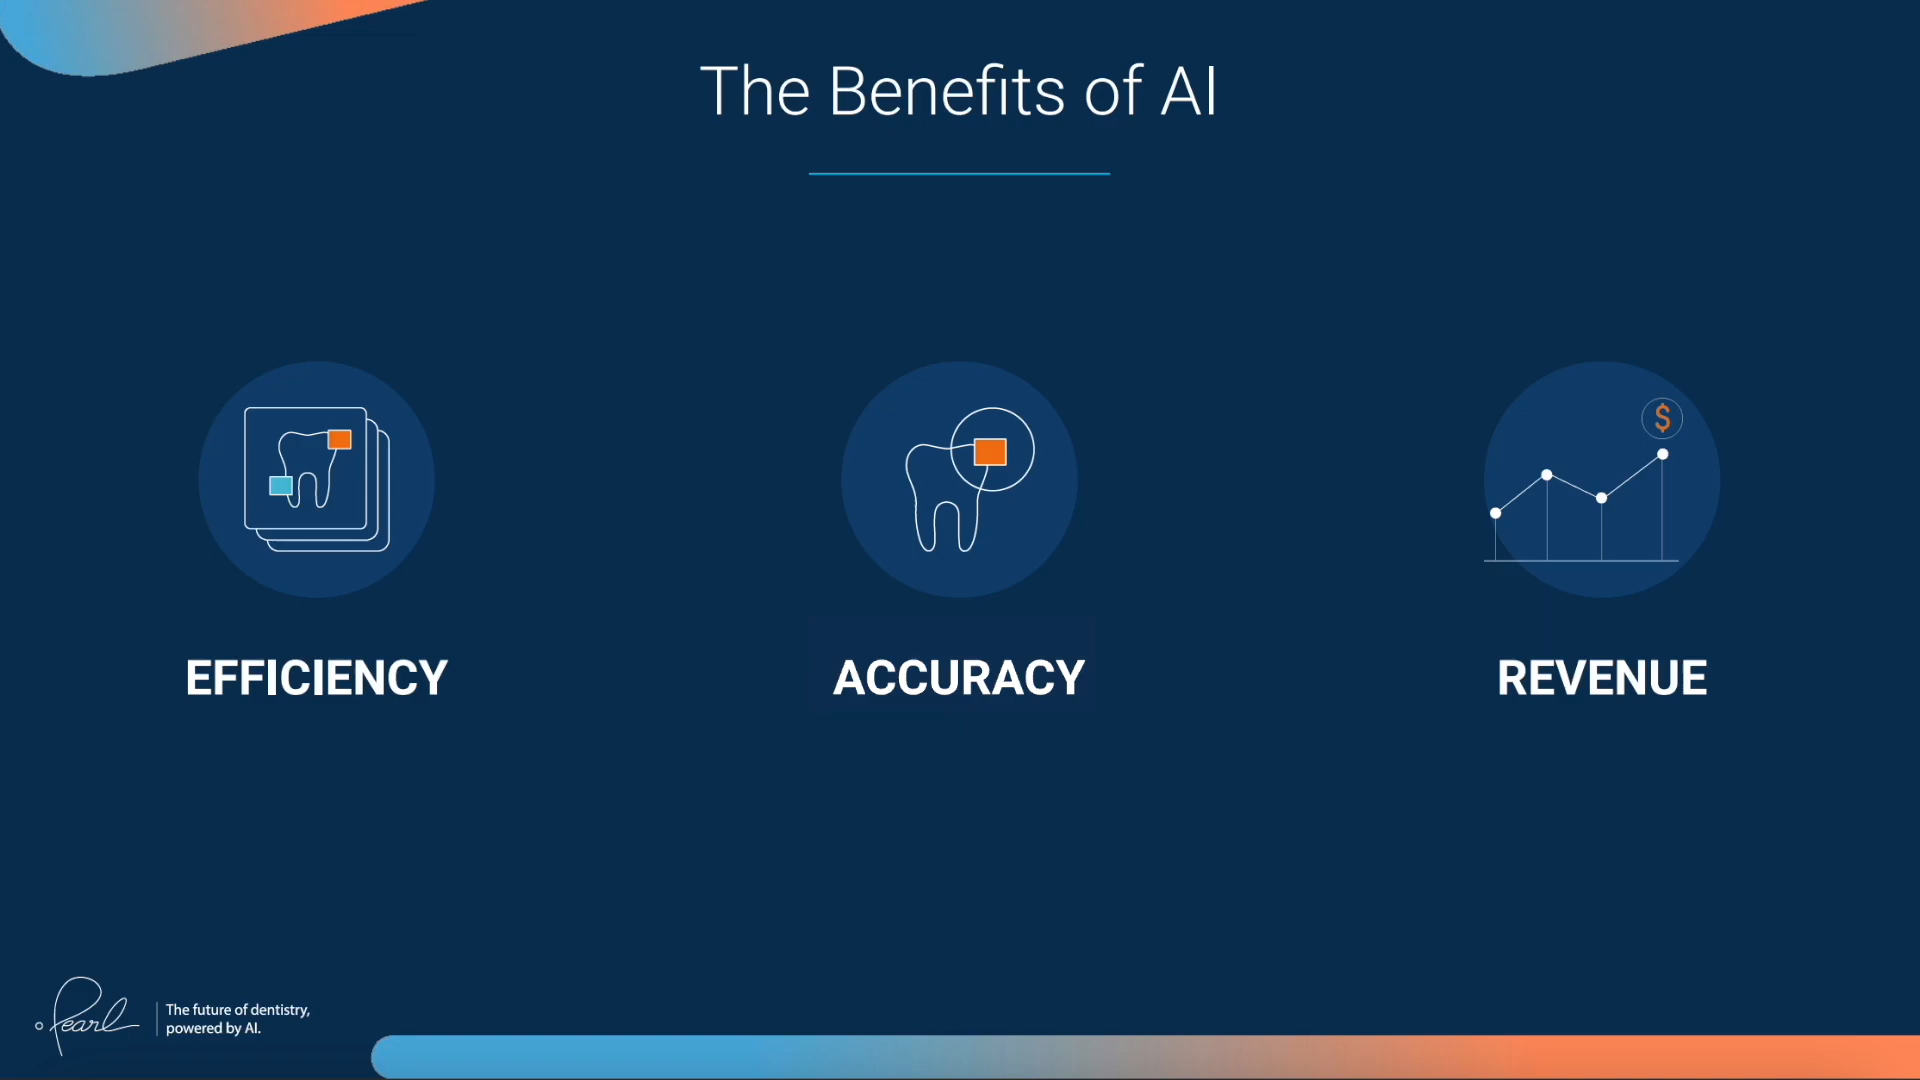 The Benefits of AI
$
EFFICIENCY
ACCURACY
REVENUE
Pearl
The future of dentistry,
powered by AI.